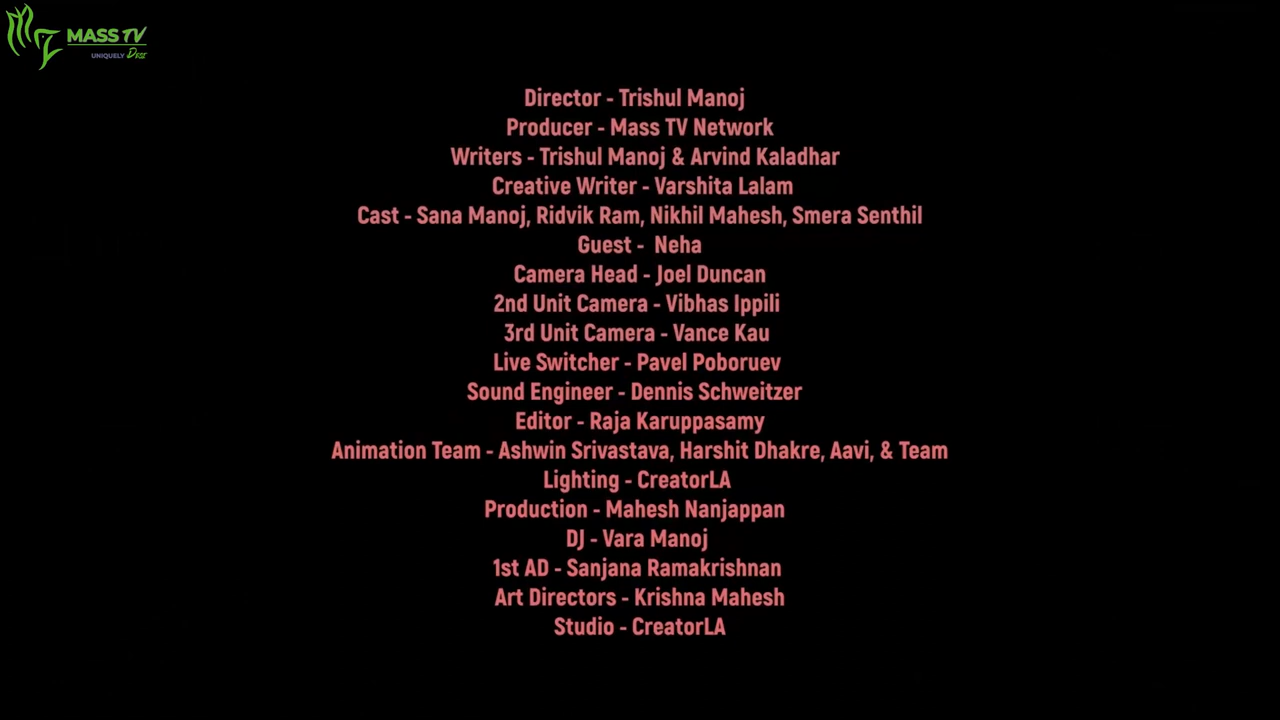 MASS TV
UNIQUELY Desi
Director - Trishul Manoj
Producer - Mass TV Network
Writers - Trishul Manoj & Arvind Kaladhar
Creative Writer - Varshita Lalam
Cast - Sana Manoj, Ridvik Ram, Nikhil Mahesh, Smera Senthil
Guest - Neha
Camera Head - Joel Duncan
2nd Unit Camera - Vibhas Ippili
3rd Unit Camera - Vance Kau
Live Switcher - Pavel Poboruev
Sound Engineer - Dennis Schweitzer
Editor - Raja Karuppasamy
Animation Team - Ashwin Srivastava, Harshit Dhakre, Aavi, & Team
Lighting - CreatorLA
Production - Mahesh Nanjappan
DJ - Vara Manoj
1st AD - Sanjana Ramakrishnan
Art Directors - Krishna Mahesh
Studio - CreatorLA